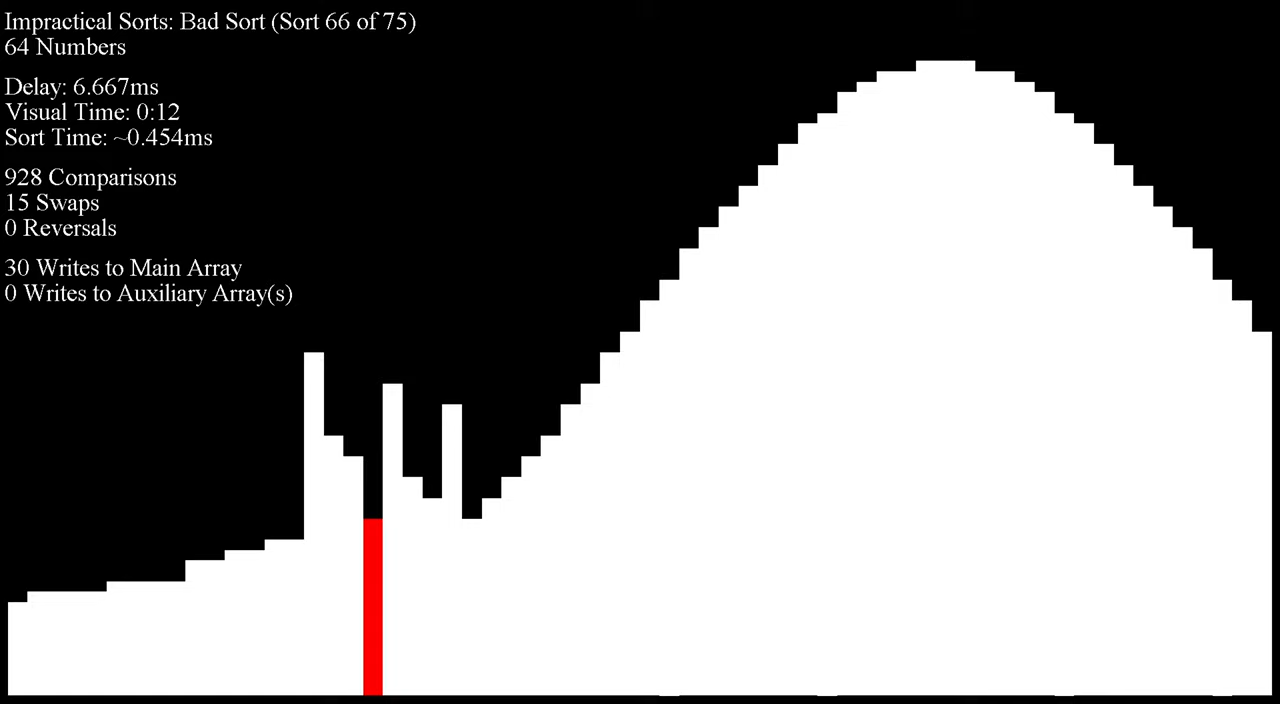 Impractical Sorts: Bad Sort (Sort 66 of 75)
64 Numbers
Delay: 6.667ms
Visual Time: 0:12
Sort Time: ~0.454ms
928 Comparisons
15 Swaps
0 Reversals
30 Writes to Main Array
0 Writes to Auxiliary Array(s)